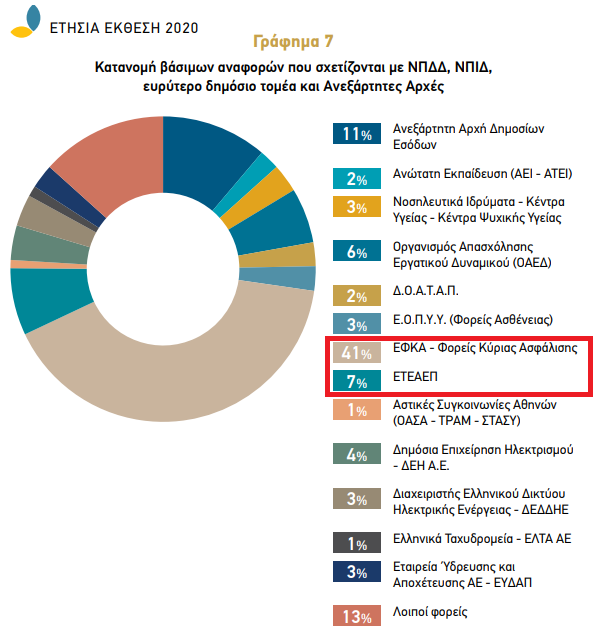 ΕΤΗΣΙΑ ΕΚΘΕΣΗ 2020
Γράφημα 7
Κατανομή βάσιμων αναφορών που σχετίζονται με ΝΠΔΔ, ΝΠΙΔ,
ευρύτερο δημόσιο τομέα και Ανεξάρτητες Αρχές
11% Ανεξάρτητη Αρχή Δημοσίων
Εσόδων
2% Ανώτατη Εκπαίδευση (ΑΕΙ - ΑΤΕΙ)
3% Νοσηλευτικά Ιδρύματα - Κέντρα
Υγείας - Κέντρα Ψυχικής Υγείας
6% Οργανισμός Απασχόλησης
Εργατικού Δυναμικού (ΟΑΕΔ)
2% Δ.Ο.Α.Τ.Α.Π.
3% Ε.Ο.Π.Υ.Υ. (Φορείς Ασθένειας)
41% ΕΦΚΑ - Φορείς Κύριας Ασφάλισης
7% ΕΤΕΑΕΠ
1% Αστικές Συγκοινωνίες Αθηνών
(ΟΑΣΑ - ΤΡΑΜ - ΣΤΑΣΥ)
4% Δημόσια Επιχείρηση Ηλεκτρισμού
- ΔΕΗ Α.Ε.
3% Διαχειριστής Ελληνικού Δικτύου
Ηλεκτρικής Ενέργειας - ΔΕΔΔΗΕ
1% Ελληνικά Ταχυδρομεία - ΕΛΤΑ ΑΕ
3% Εταιρεία Ύδρευσης και
Αποχέτευσης ΑΕ - ΕΥΔΑΠ
13% Λοιποί φορείς